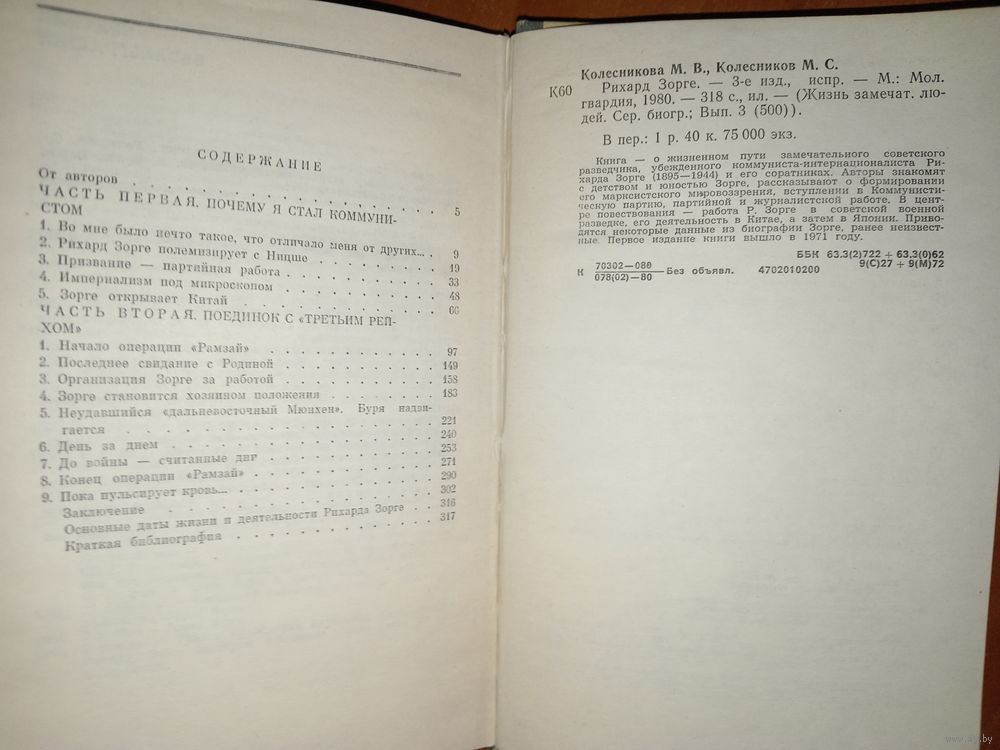 СОДЕРЖАНИЕ
От авторов . . . . . . . . . . . . . . . 5
ЧАСТЬ ПЕРВАЯ. ПОЧЕМУ Я СТАЛ КОММУНИ-
СТОМ
1. Во мне было нечто такое, что отличало меня от других... . 9
2. Рихард Зорге полемизирует с Ницше . . . . . . 19
3. Призвание — партийная работа . . . . . . . . 33
4. Империализм под микроскопом . . . . . . . . 48
5. Зорге открывает Китай . . . . . . . . . . 66
ЧАСТЬ ВТОРАЯ. ПОЕДИНОК С «ТРЕТЬИМ РЕЙ-
ХОМ»
1. Начало операции «Рамзай» . . . . . . . . . 97
2. Последнее свидание с Родиной . . . . . . . . 149
3. Организация Зорге за работой . . . . . . . . 158
4. Зорге становится хозяином положения . . . . . . 183
5. Неудавшийся «дальневосточный Мюнхен». Буря надви-
гается . . . . . . . . . . . . . . . 221
6. День за днем . . . . . . . . . . . . . 240
7. До войны — считанные дни . . . . . . . . . 253
8. Конец операции «Рамзай» . . . . . . . . . 271
9. Пока пульсирует кровь... . . . . . . . . . 290
Заключение . . . . . . . . . . . . . 302
Основные даты жизни и деятельности Рихарда Зорге . . 316
Краткая библиография . . . . . . . . . . 317
Колесникова М. В., Колесников М. С.
К60 Рихард Зорге. — 3-е изд., испр. — М.: Мол.
гвардия, 1980. — 318 с., ил. — (Жизнь замечат. лю-
дей. Сер. биогр.; Вып. 3 (500)).
В пер.: 1 р. 40 к. 75 000 экз.
Книга — о жизненном пути замечательного советского
разведчика, убежденного коммуниста-интернационалиста Ри-
харда Зорге (1895—1944) и его соратниках. Авторы знакомят
с детством и юностью Зорге, рассказывают о формировании
его марксистского мировоззрения, вступлении в Коммунисти-
ческую партию, партийной и журналистской работе. В цент-
ре повествования — работа Р. Зорге в советской военной
разведке, его деятельность в Китае, а затем в Японии. Приво-
дятся некоторые данные из биографии Зорге, ранее неизвест-
ные. Первое издание книги вышло в 1971 году.
ББК 63.3(2)722 + 63.3(0)62
9(С)27 + 9(М)72
К 70302—080
078(02)—80 —Без объявл. 4702010200